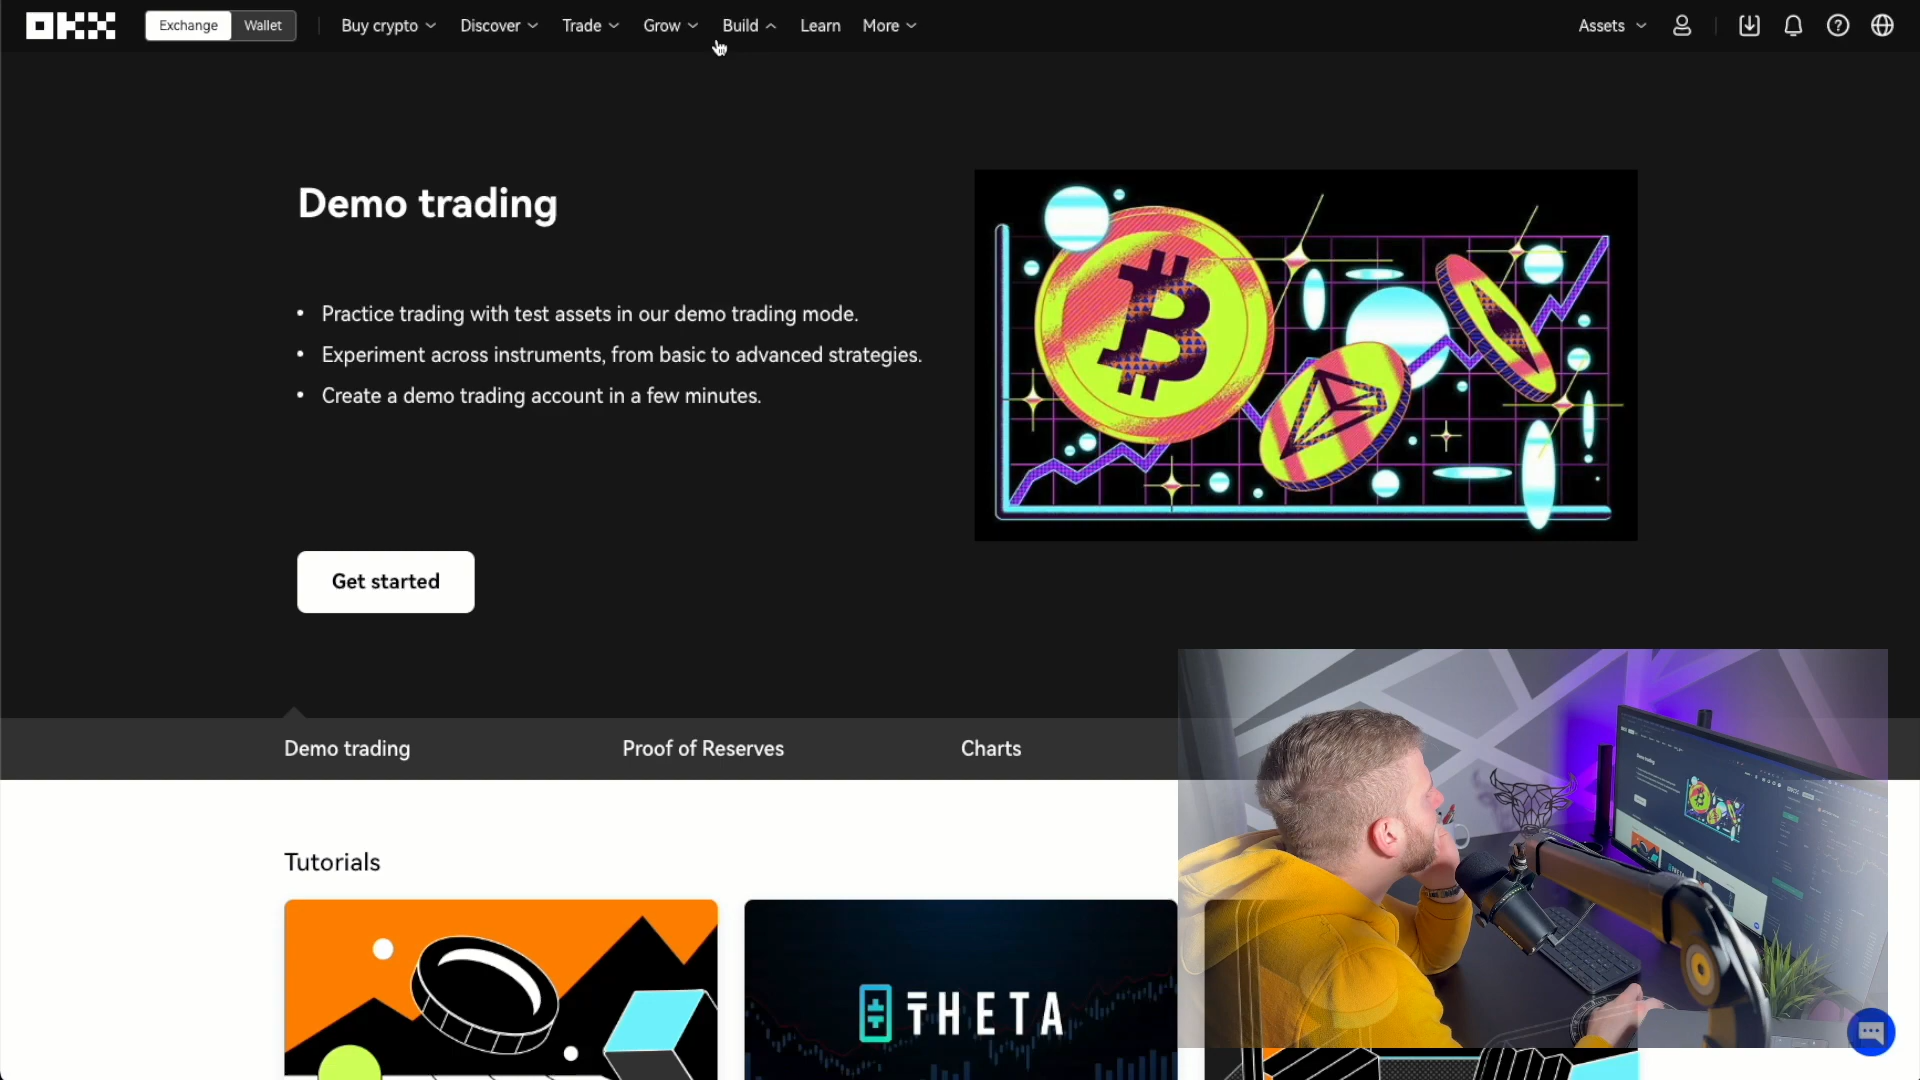 OKX
Exchange
Wallet
Buy crypto
Discover
Trade
Grow
Build
Learn
More
Assets
Demo trading
• Practice trading with test assets in our demo trading mode.
• Experiment across instruments, from basic to advanced strategies.
• Create a demo trading account in a few minutes.
Get started
Demo trading
Proof of Reserves
Charts
Tutorials
THETA